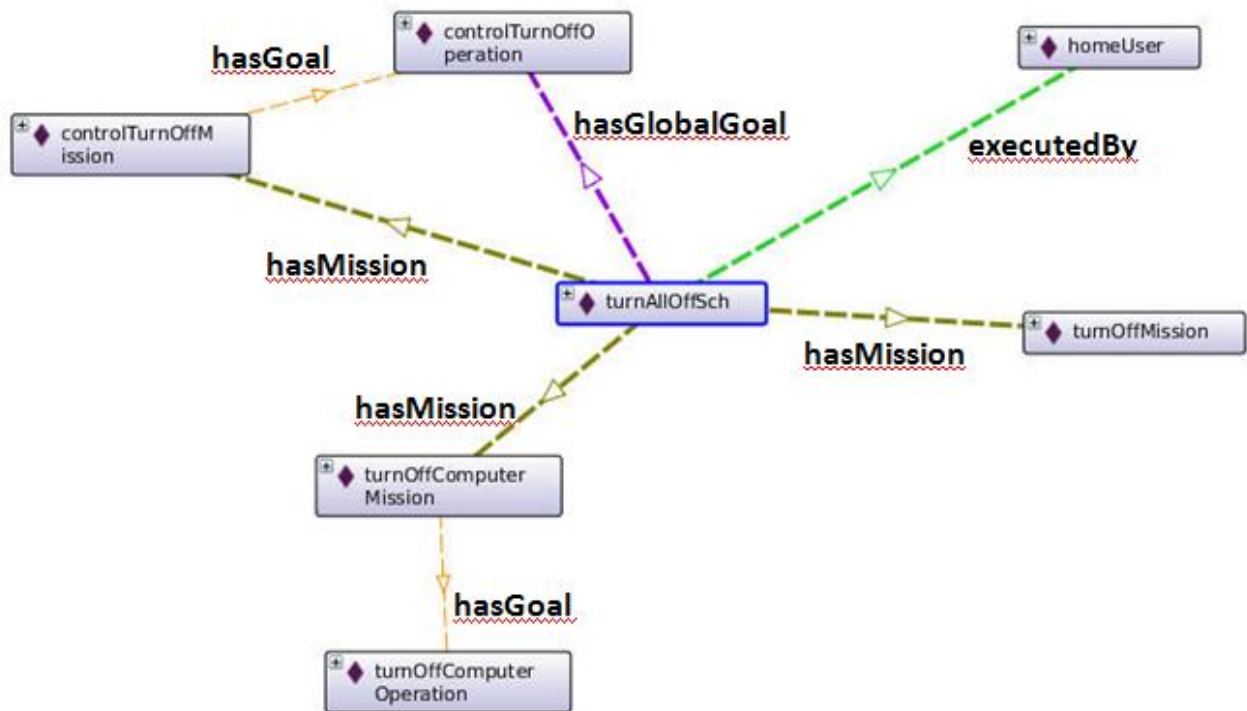 controlTurnOffO
peration
homeUser
hasGoal
controlTurnOffM
ission
hasGlobalGoal
executedBy
hasMission
turnAllOffSch
turnOffMission
hasMission
hasMission
turnOffComputer
Mission
hasGoal
turnOffComputer
Operation